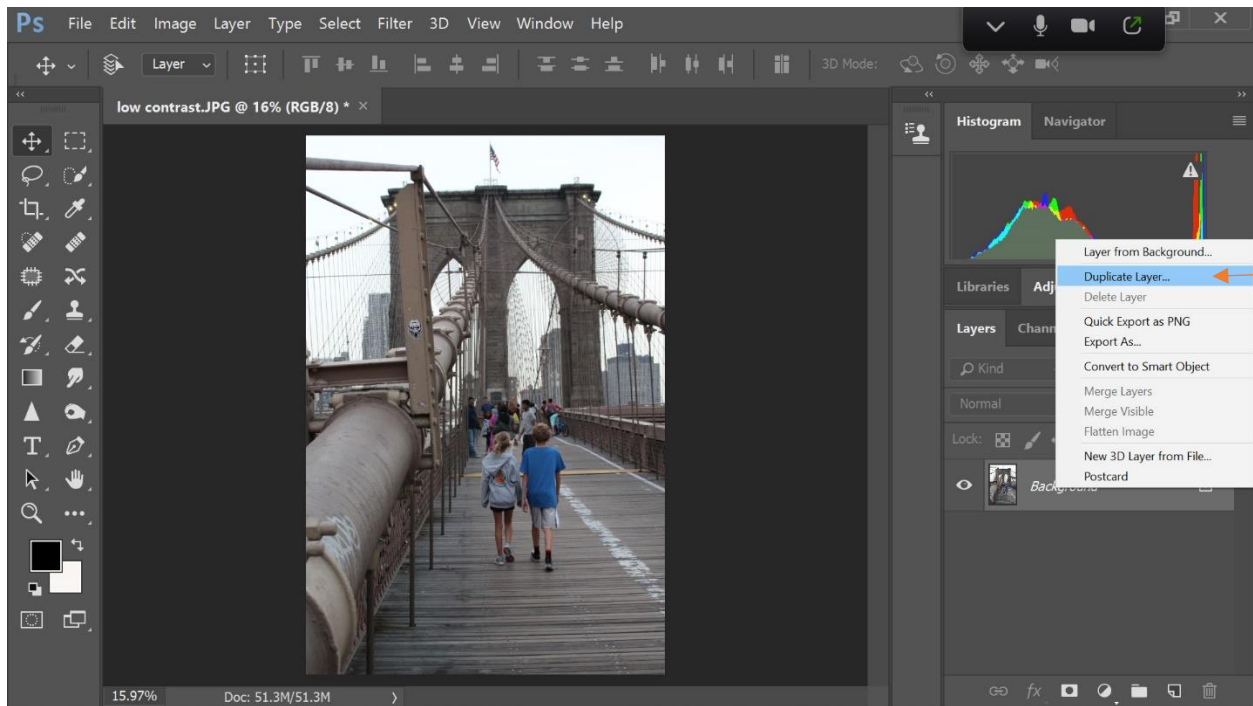 Ps File Edit Image Layer Type Select Filter 3D View Window Help
Layer 3D Mode:
low contrast.JPG @ 16% (RGB/8) * ×
Histogram Navigator
Layer from Background...
Duplicate Layer...
Delete Layer
Quick Export as PNG
Export As...
Convert to Smart Object
Merge Layers
Merge Visible
Flatten Image
New 3D Layer from File...
Postcard
Libraries Adj
Layers Chann
Kind
Normal
Lock:
Background
T
fx
15.97% Doc: 51.3M/51.3M